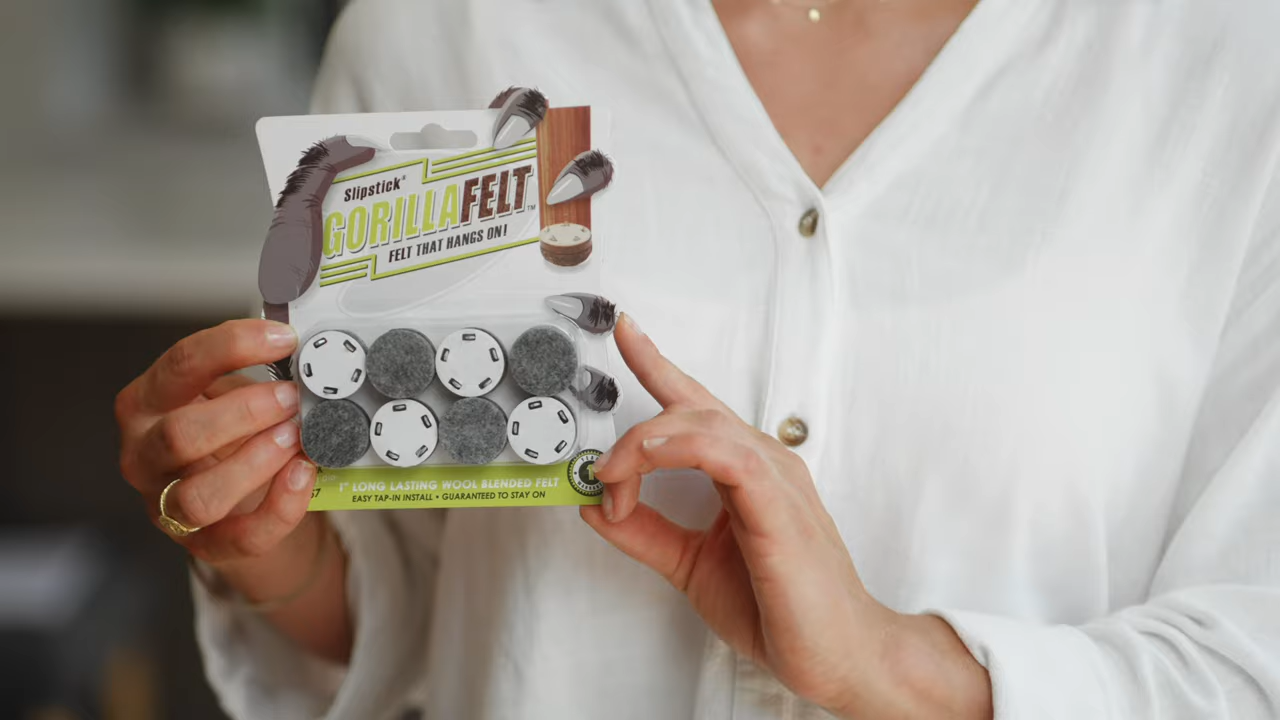 Slipstick®
GORILLAFELT™
FELT THAT HANGS ON!
1" LONG LASTING WOOL BLENDED FELT
EASY TAP-IN INSTALL • GUARANTEED TO STAY ON